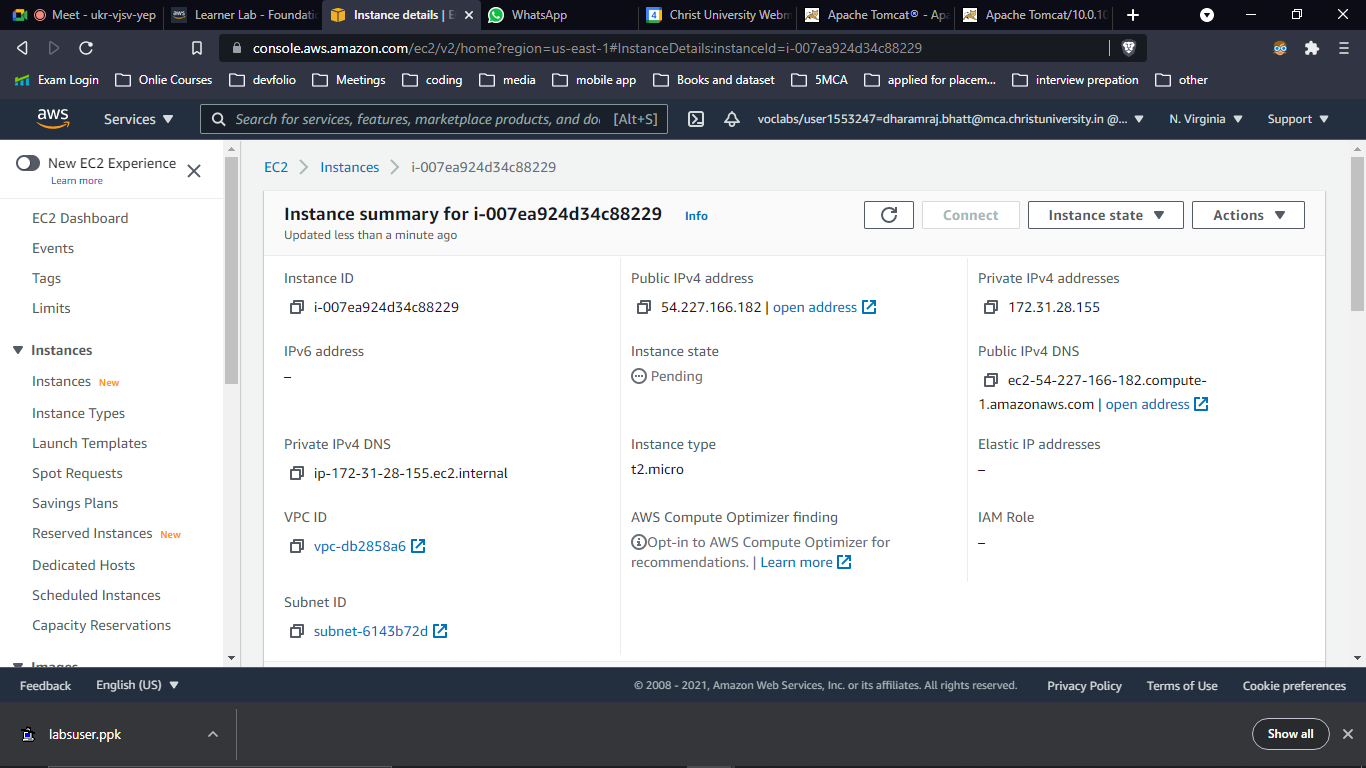 Meet - ukr-vjsv-yep
aws Learner Lab - Foundati
Instance details | E
WhatsApp
Christ University Webm
Apache Tomcat® - Apa
Apache Tomcat/10.0.10
console.aws.amazon.com/ec2/v2/home?region=us-east-1#InstanceDetails:instanceId=i-007ea924d34c88229
Exam Login
Onlie Courses
devfolio
Meetings
coding
media
mobile app
Books and dataset
5MCA
applied for placem...
interview prepation
other
aws
Services
Search for services, features, marketplace products, and do [Alt+S]
voclabs/user1553247=dharamraj.bhatt@mca.christuniversity.in @...
N. Virginia
Support
New EC2 Experience
Learn more
EC2 Dashboard
Events
Tags
Limits
Instances
Instances New
Instance Types
Launch Templates
Spot Requests
Savings Plans
Reserved Instances New
Dedicated Hosts
Scheduled Instances
Capacity Reservations
Images
EC2 > Instances > i-007ea924d34c88229
Instance summary for i-007ea924d34c88229 Info
Updated less than a minute ago
Connect
Instance state
Actions
Instance ID
i-007ea924d34c88229
Public IPv4 address
54.227.166.182 | open address
Private IPv4 addresses
172.31.28.155
IPv6 address
–
Instance state
Pending
Public IPv4 DNS
ec2-54-227-166-182.compute-
1.amazonaws.com | open address
Private IPv4 DNS
ip-172-31-28-155.ec2.internal
Instance type
t2.micro
Elastic IP addresses
–
VPC ID
vpc-db2858a6
AWS Compute Optimizer finding
Opt-in to AWS Compute Optimizer for
recommendations. | Learn more
IAM Role
–
Subnet ID
subnet-6143b72d
Feedback
English (US)
© 2008 - 2021, Amazon Web Services, Inc. or its affiliates. All rights reserved.
Privacy Policy
Terms of Use
Cookie preferences
labsuser.ppk
Show all